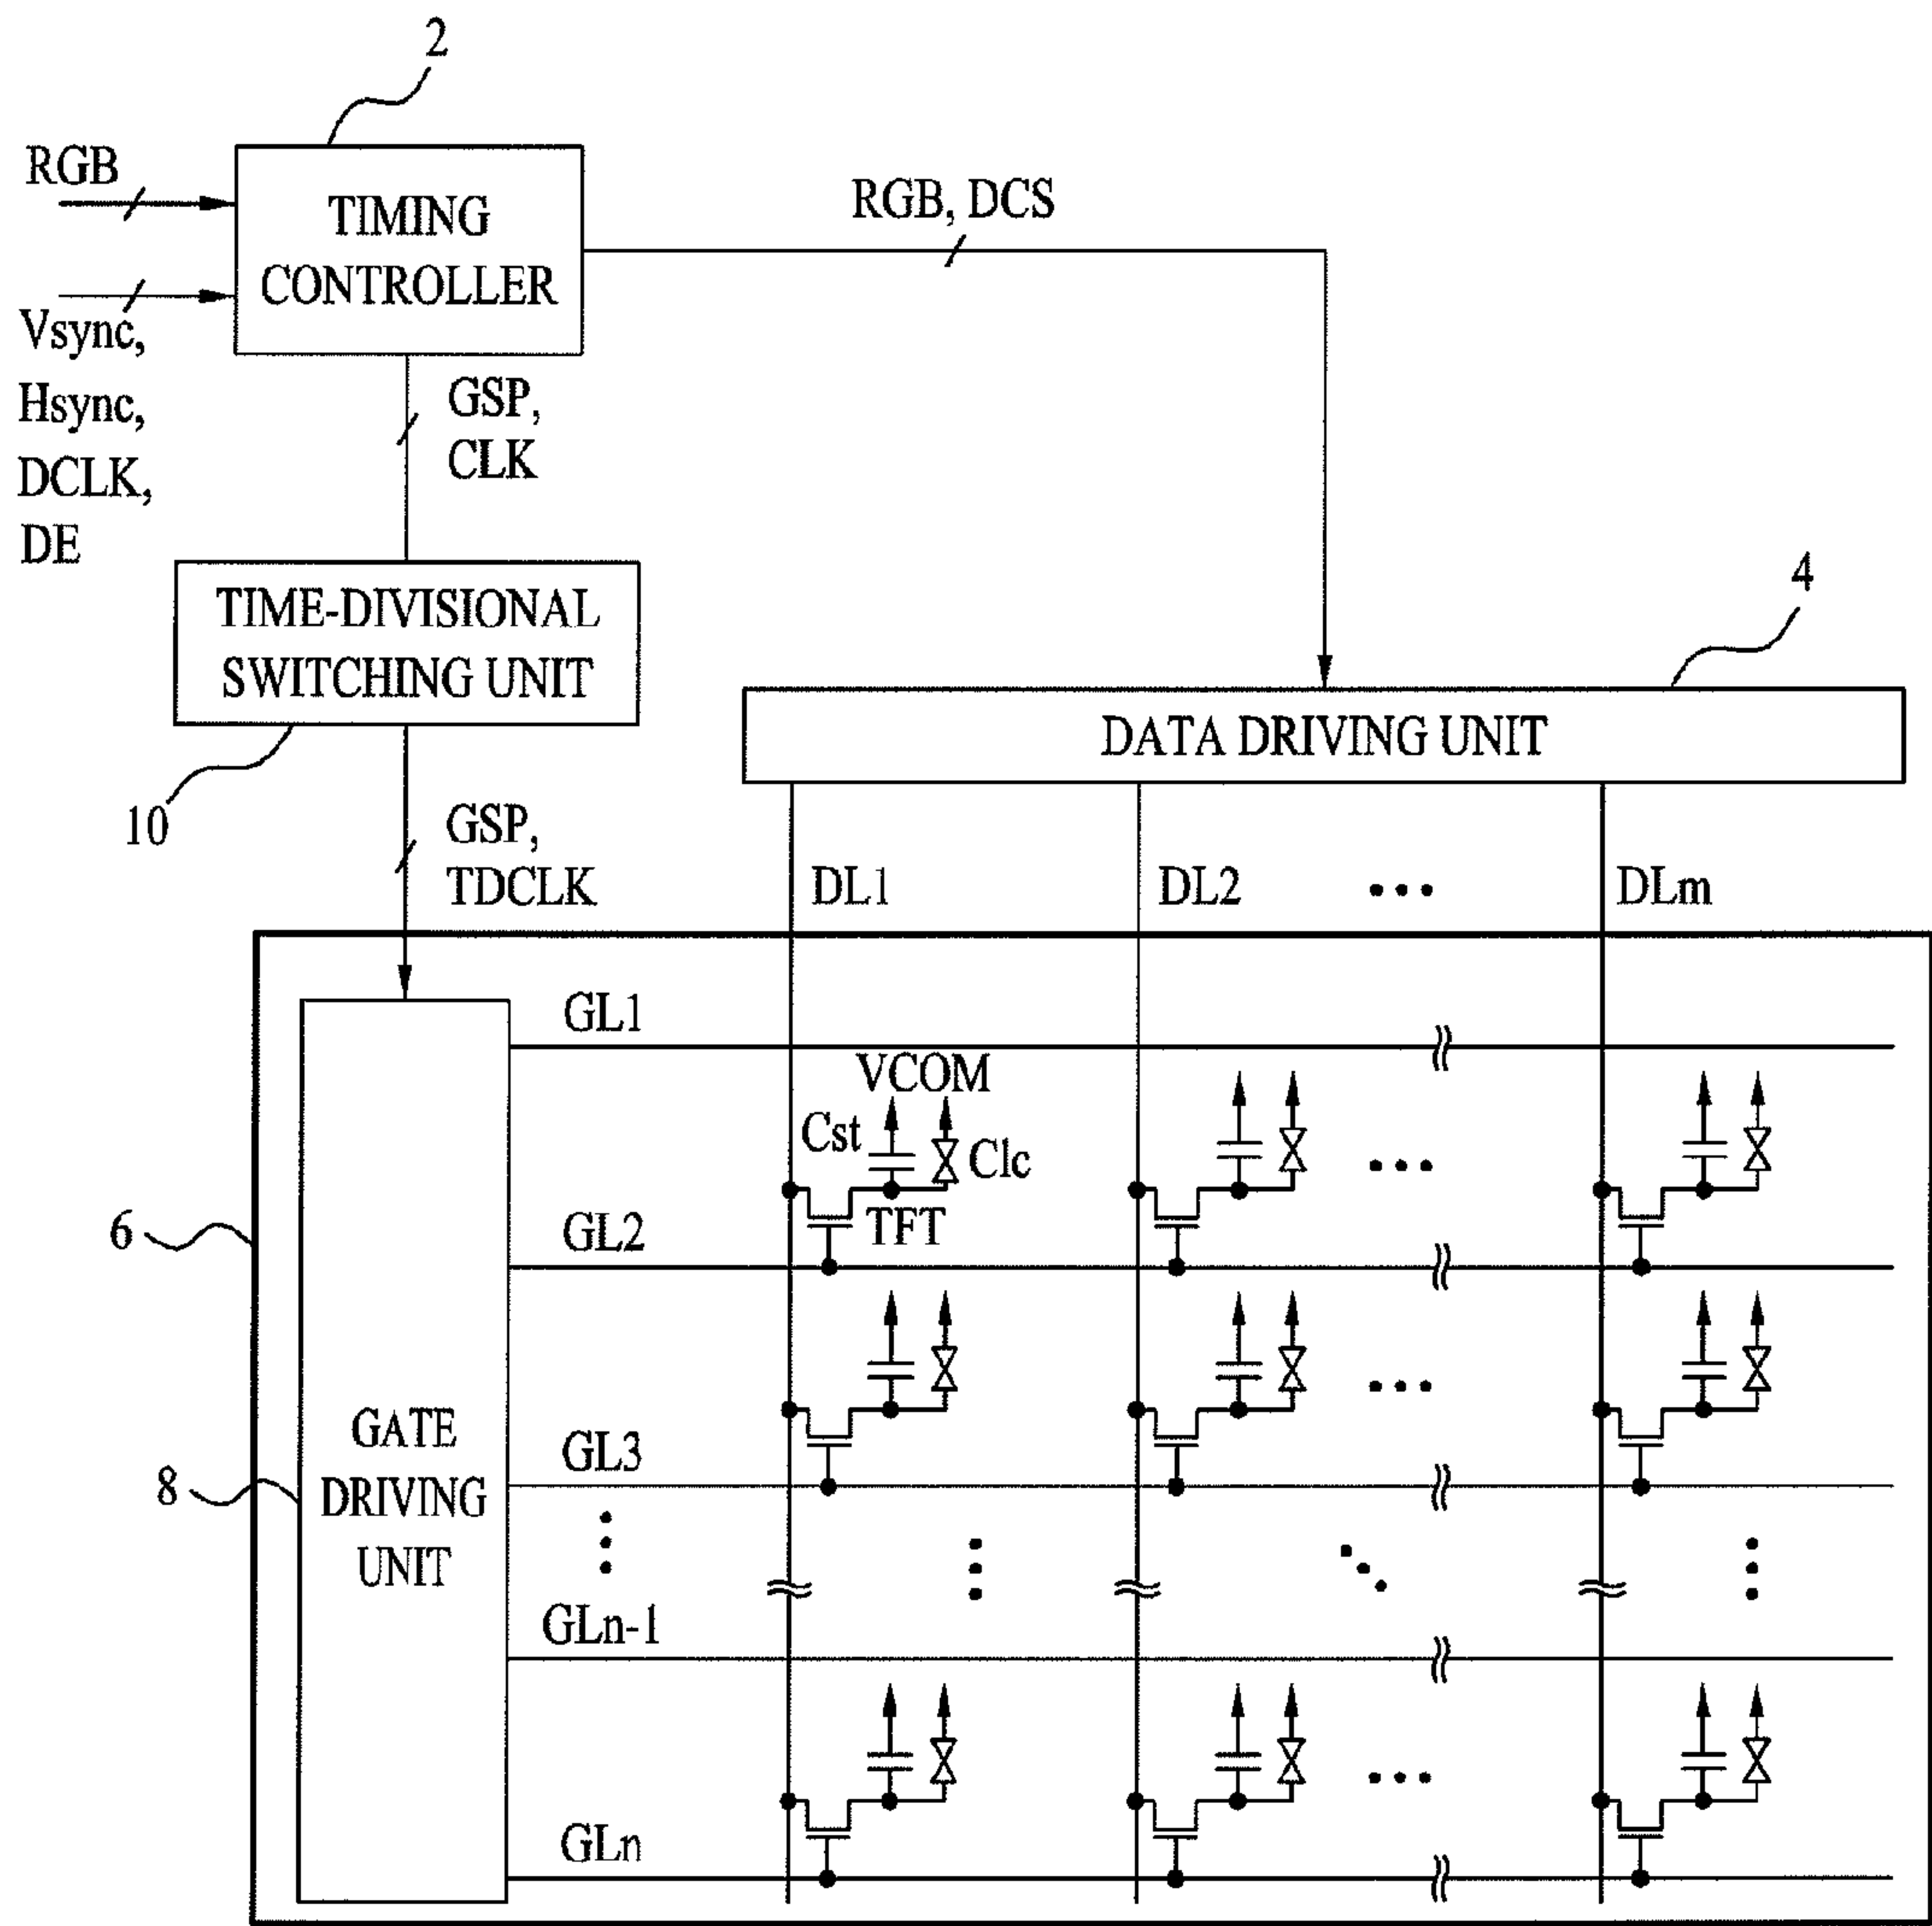 2
RGB
TIMING
CONTROLLER
RGB, DCS
Vsync,
Hsync,
DCLK,
DE
GSP,
CLK
TIME-DIVISIONAL
SWITCHING UNIT
4
DATA DRIVING UNIT
10
GSP,
TDCLK
DL1
DL2
•••
DLm
GL1
VCOM
Cst
Clc
TFT
6
GL2
GATE
DRIVING
UNIT
8
GL3
GLn-1
GLn